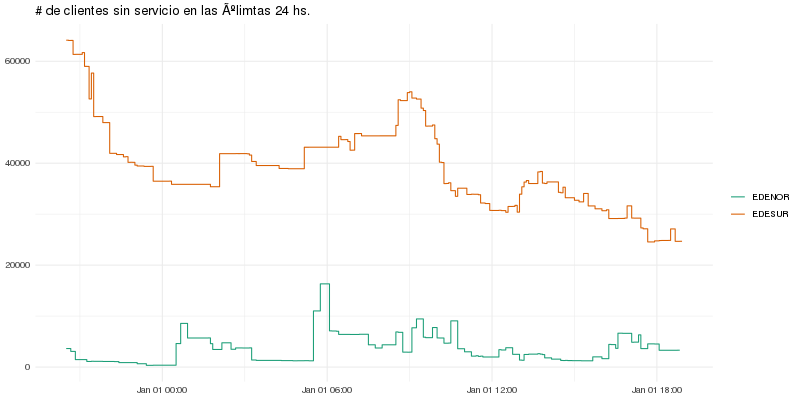 # de clientes sin servicio en las Ãºlimtas 24 hs.
60000
40000
20000
0
Jan 01 00:00
Jan 01 06:00
Jan 01 12:00
Jan 01 18:00
EDENOR
EDESUR